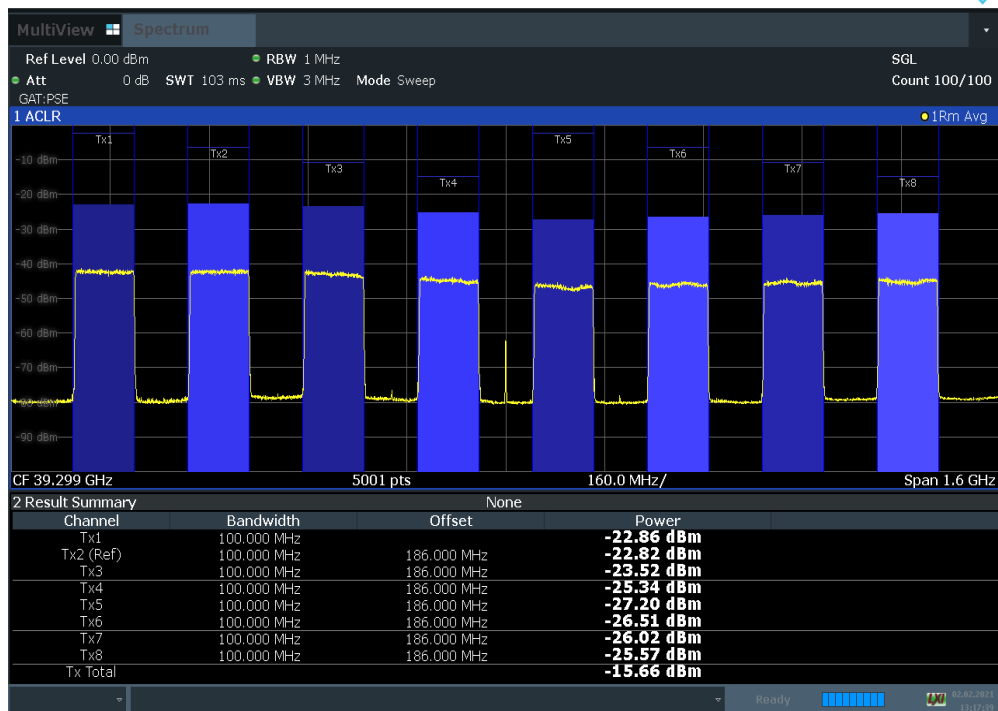 MultiView Spectrum
Ref Level 0.00 dBm RBW 1 MHz SGL
Att 0 dB SWT 103 ms VBW 3 MHz Mode Sweep Count 100/100
GAT:PSE
1 ACLR 1Rm Avg
Tx1 Tx2 Tx3 Tx4 Tx5 Tx6 Tx7 Tx8
-10 dBm
-20 dBm
-30 dBm
-40 dBm
-50 dBm
-60 dBm
-70 dBm
-80 dBm
-90 dBm
CF 39.299 GHz 5001 pts 160.0 MHz/ Span 1.6 GHz
2 Result Summary None
Channel Bandwidth Offset Power
Tx1 100.000 MHz -22.86 dBm
Tx2 (Ref) 100.000 MHz 186.000 MHz -22.82 dBm
Tx3 100.000 MHz 186.000 MHz -23.52 dBm
Tx4 100.000 MHz 186.000 MHz -25.34 dBm
Tx5 100.000 MHz 186.000 MHz -27.20 dBm
Tx6 100.000 MHz 186.000 MHz -26.51 dBm
Tx7 100.000 MHz 186.000 MHz -26.02 dBm
Tx8 100.000 MHz 186.000 MHz -25.57 dBm
Tx Total -15.66 dBm
Ready 02.02.2021
13:17:39